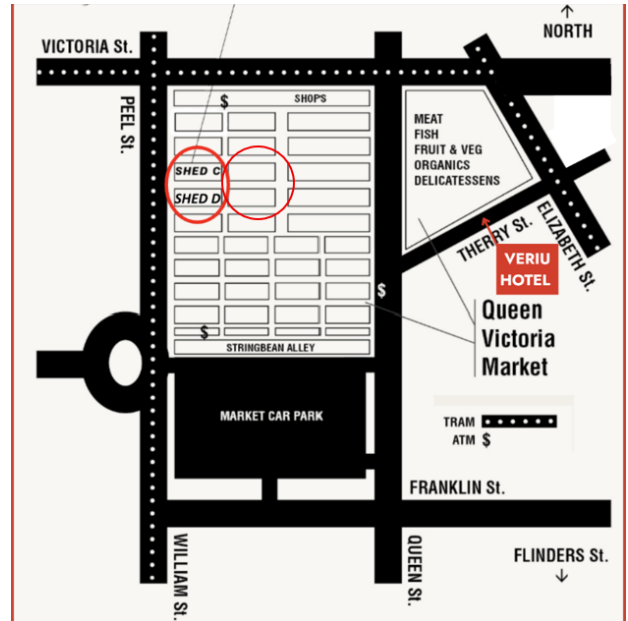 NORTH
VICTORIA St.
PEEL St.
$
SHOPS
MEAT
FISH
FRUIT & VEG
ORGANICS
DELICATESSENS
SHED C
SHED D
THERRY St.
ELIZABETH St.
VERIU
HOTEL
$
Queen
Victoria
Market
$
STRINGBEAN ALLEY
MARKET CAR PARK
TRAM
ATM $
FRANKLIN St.
WILLIAM St.
QUEEN St.
FLINDERS St.